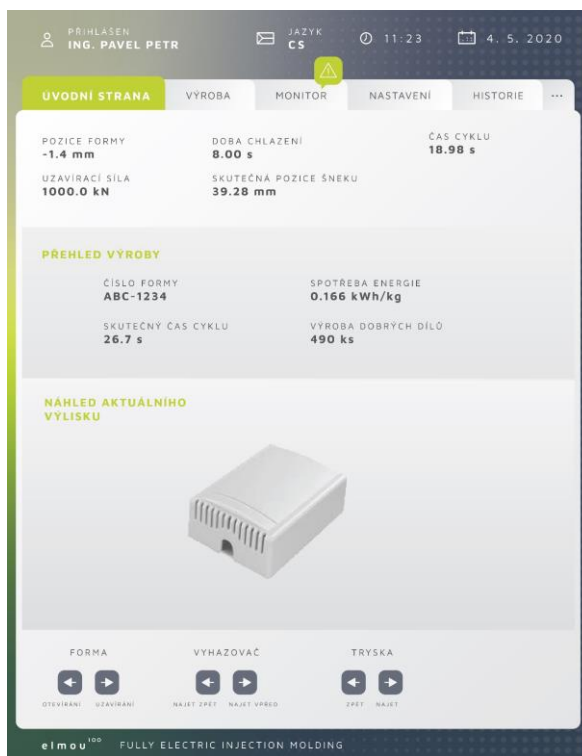 PŘIHLÁŠEN
ING. PAVEL PETR
JAZYK
CS
11:23
4. 5. 2020
ÚVODNÍ STRANA
VÝROBA
MONITOR
NASTAVENÍ
HISTORIE
...
POZICE FORMY
-1.4 mm
DOBA CHLAZENÍ
8.00 s
ČAS CYKLU
18.98 s
UZAVÍRACÍ SÍLA
1000.0 kN
SKUTEČNÁ POZICE ŠNEKU
39.28 mm
PŘEHLED VÝROBY
ČÍSLO FORMY
ABC-1234
SPOTŘEBA ENERGIE
0.166 kWh/kg
SKUTEČNÝ ČAS CYKLU
26.7 s
VÝROBA DOBRÝCH DÍLŮ
490 ks
NÁHLED AKTUÁLNÍHO
VÝLISKU
FORMA
VYHAZOVAČ
TRYSKA
OTEVÍRÁNÍ
UZAVÍRÁNÍ
NAJET ZPĚT
NAJET VPŘED
ZPĚT
NAJET
elmou100
FULLY ELECTRIC INJECTION MOLDING